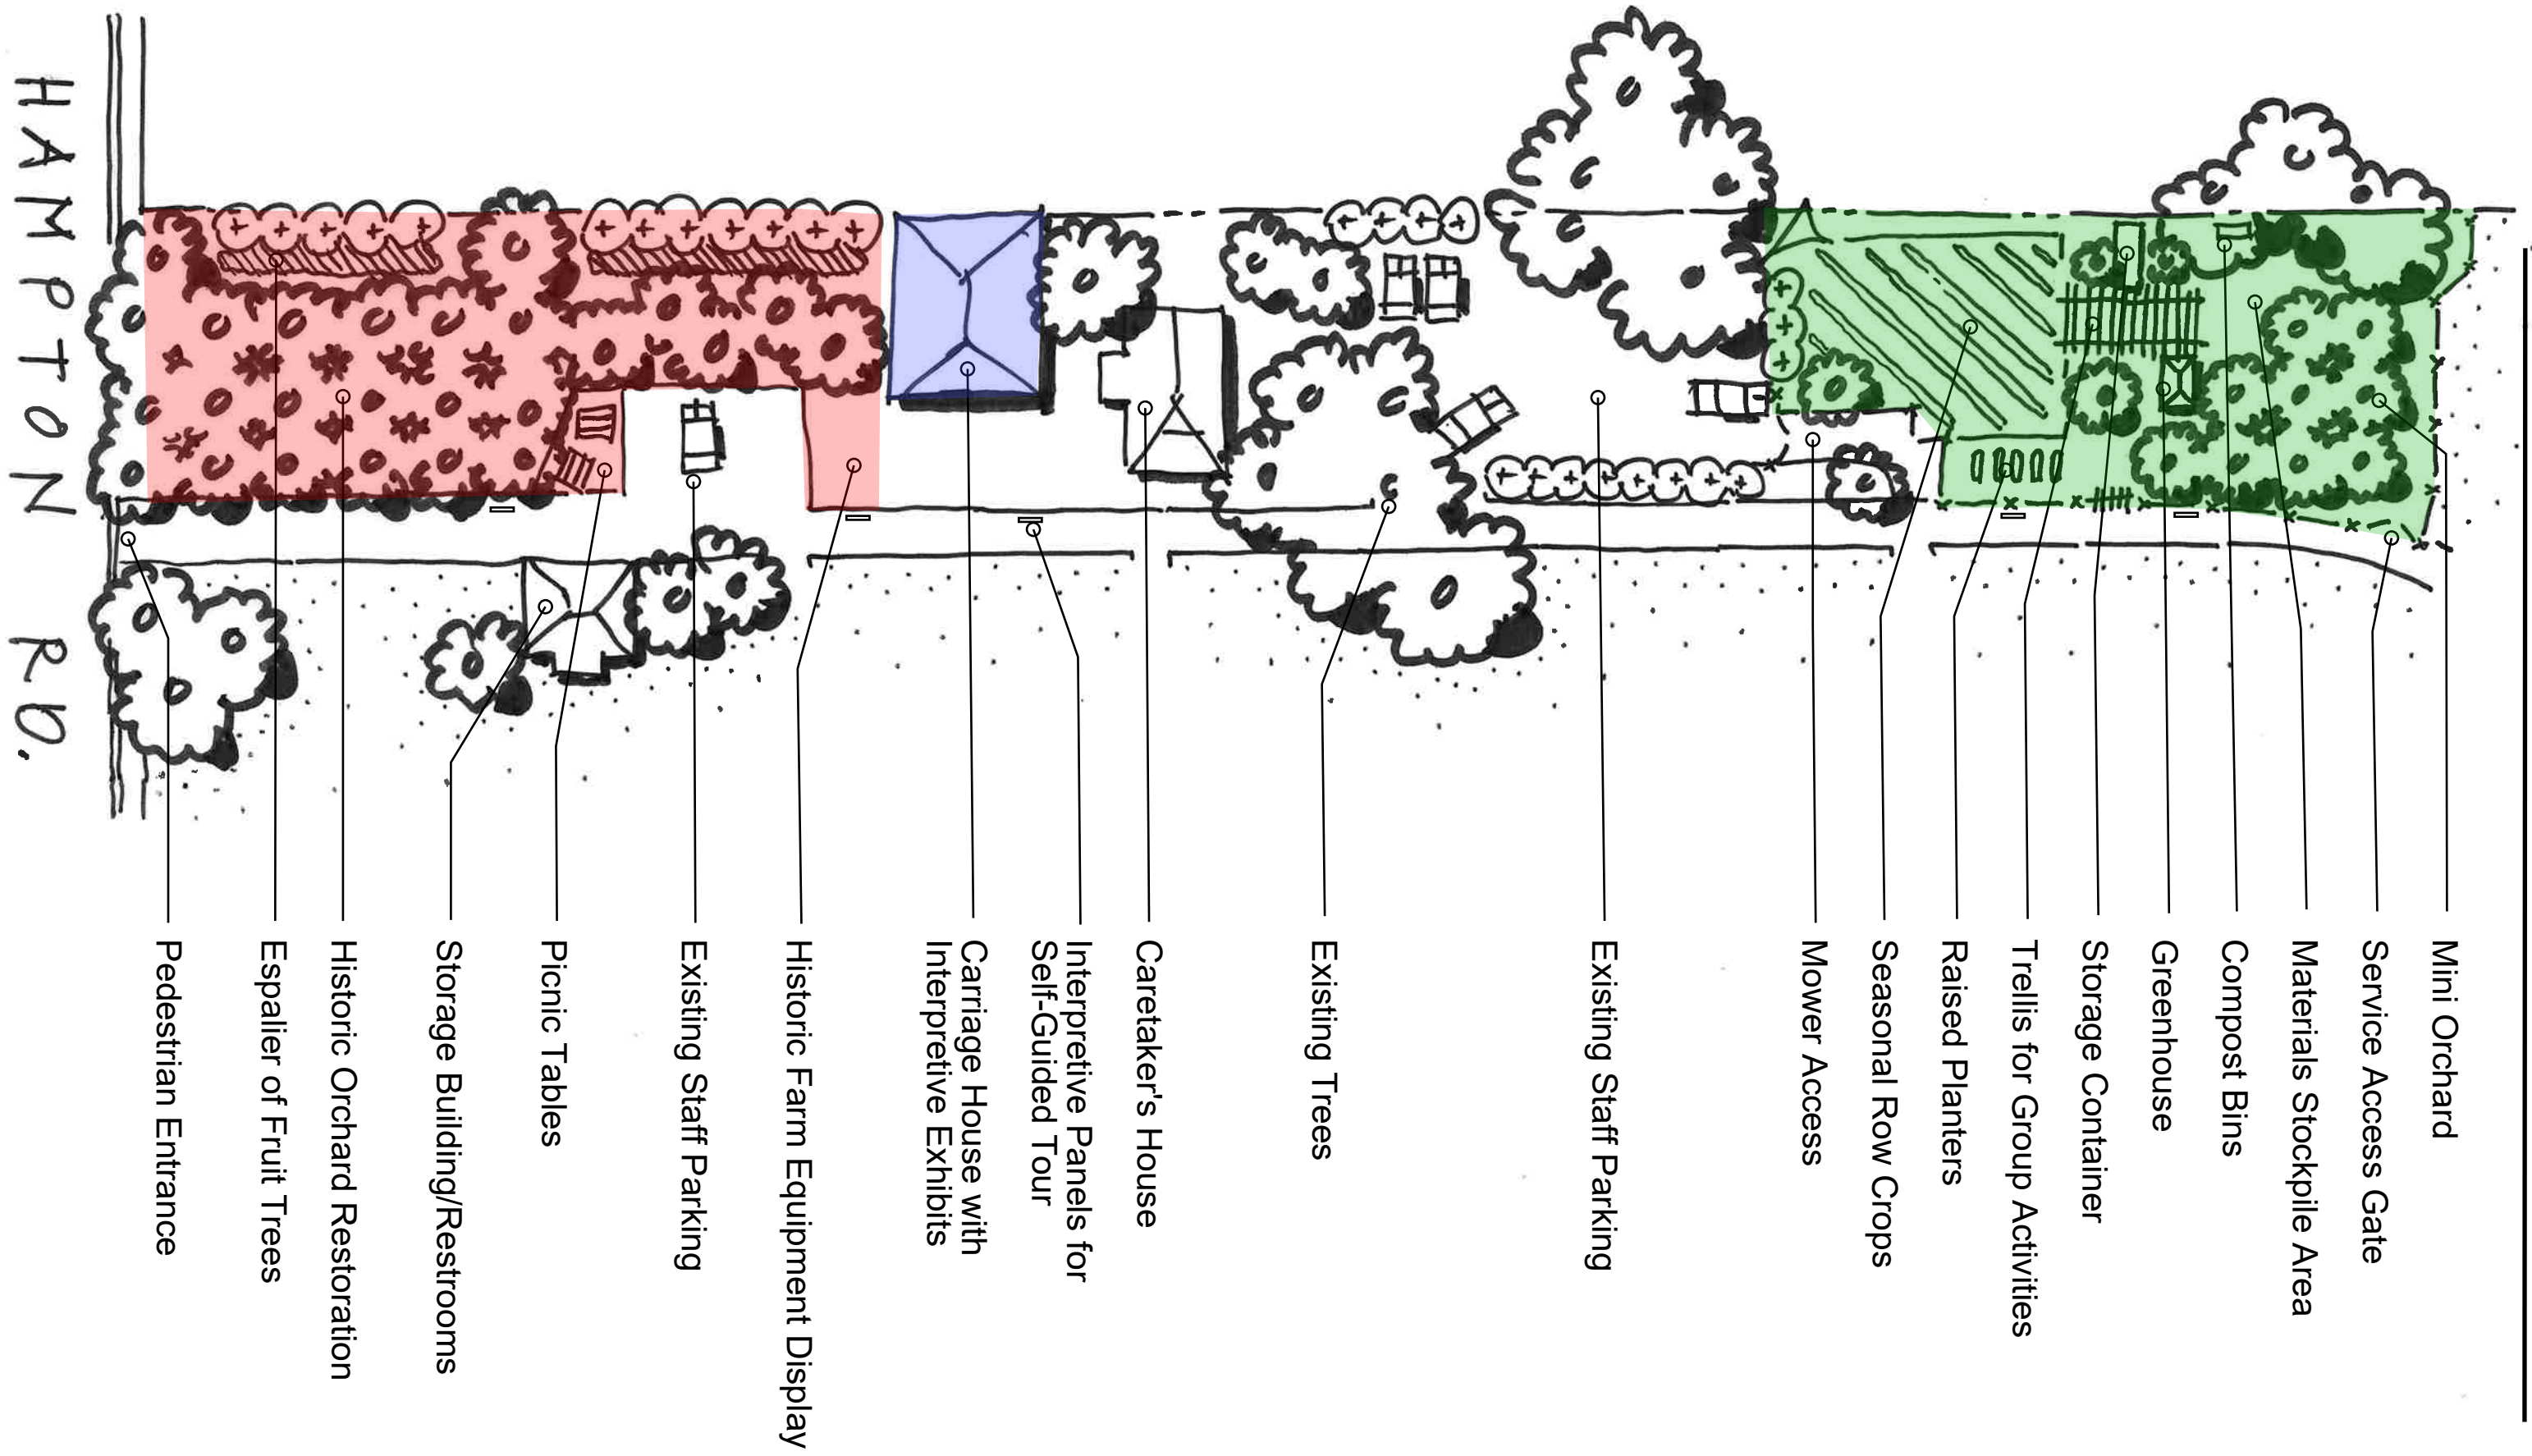 HAMPTON RD.
Pedestrian Entrance
Espalier of Fruit Trees
Historic Orchard Restoration
Storage Building/Restrooms
Picnic Tables
Existing Staff Parking
Historic Farm Equipment Display
Carriage House with
Interpretive Exhibits
Interpretive Panels for
Self-Guided Tour
Caretaker's House
Existing Trees
Existing Staff Parking
Mower Access
Seasonal Row Crops
Raised Planters
Trellis for Group Activities
Storage Container
Greenhouse
Compost Bins
Materials Stockpile Area
Service Access Gate
Mini Orchard